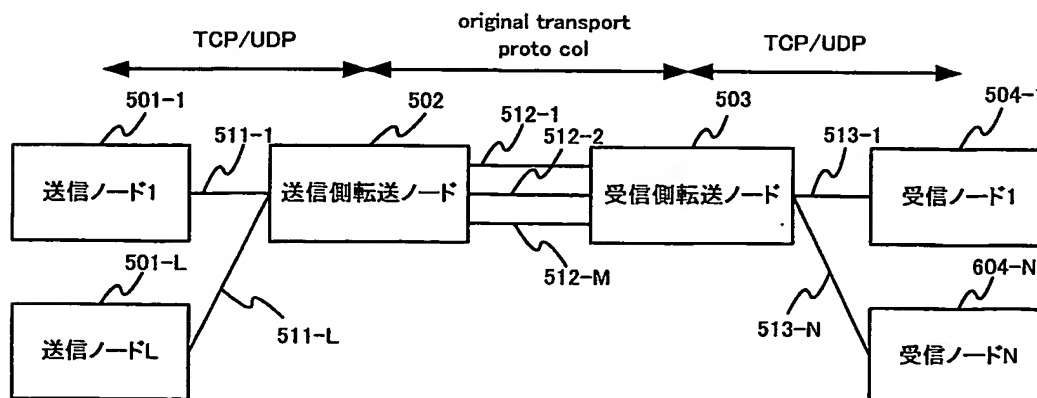 original transport
proto col
TCP/UDP
TCP/UDP
501-1
502
503
504-1
511-1
512-1
512-2
513-1
送信ノード1
送信側転送ノード
受信側転送ノード
受信ノード1
501-L
512-M
604-N
511-L
513-N
送信ノードL
受信ノードN